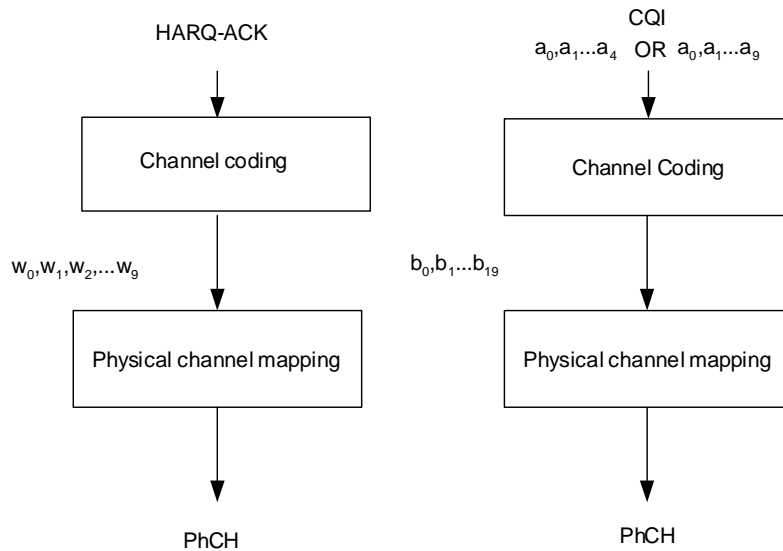 HARQ-ACK
Channel coding
w0,w1,w2,...w9
Physical channel mapping
PhCH
CQI
a0,a1...a4 OR a0,a1...a9
Channel Coding
b0,b1...b19
Physical channel mapping
PhCH